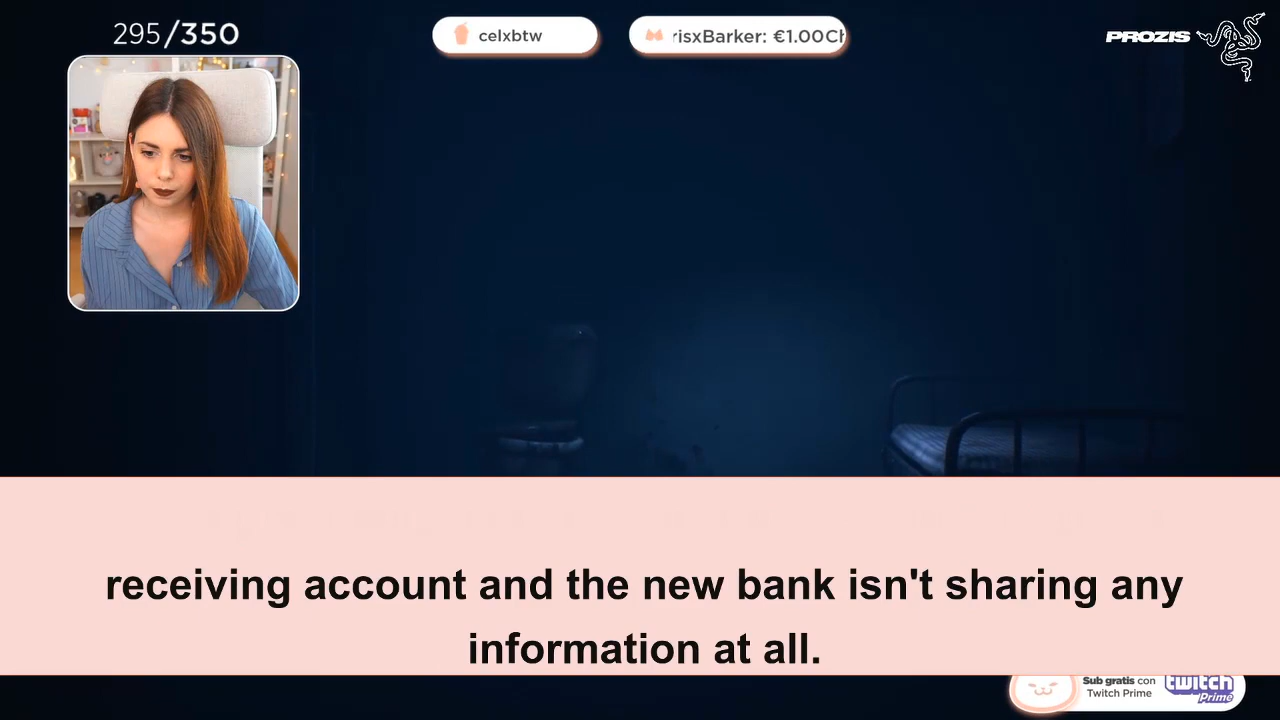 295/350
celxbtw
risxBarker: €1.00Ch
PROZIS
receiving account and the new bank isn't sharing any
information at all.
Sub gratis con
Twitch Prime
twitch
Prime